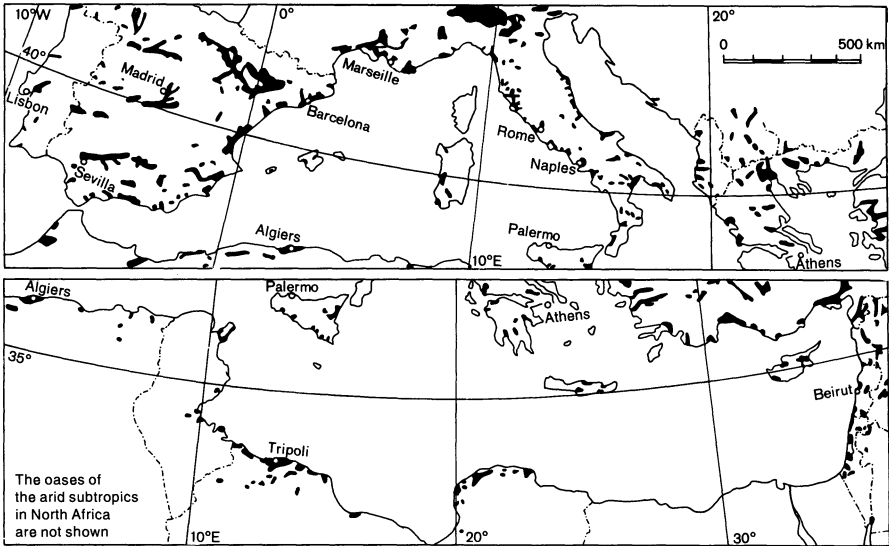 10°W
0°
20°
0 500 km
40°
Madrid
Marseille
Lisbon
Barcelona
Rome
Naples
Sevilla
Algiers
Palermo
10°E
Athens
Algiers
Palermo
Athens
35°
Beirut
Tripoli
The oases of
the arid subtropics
in North Africa
are not shown
10°E
20°
30°